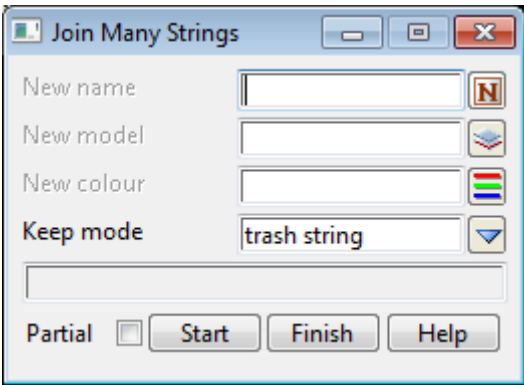 Join Many Strings
New name
N
New model
New colour
Keep mode trash string
Partial Start Finish Help